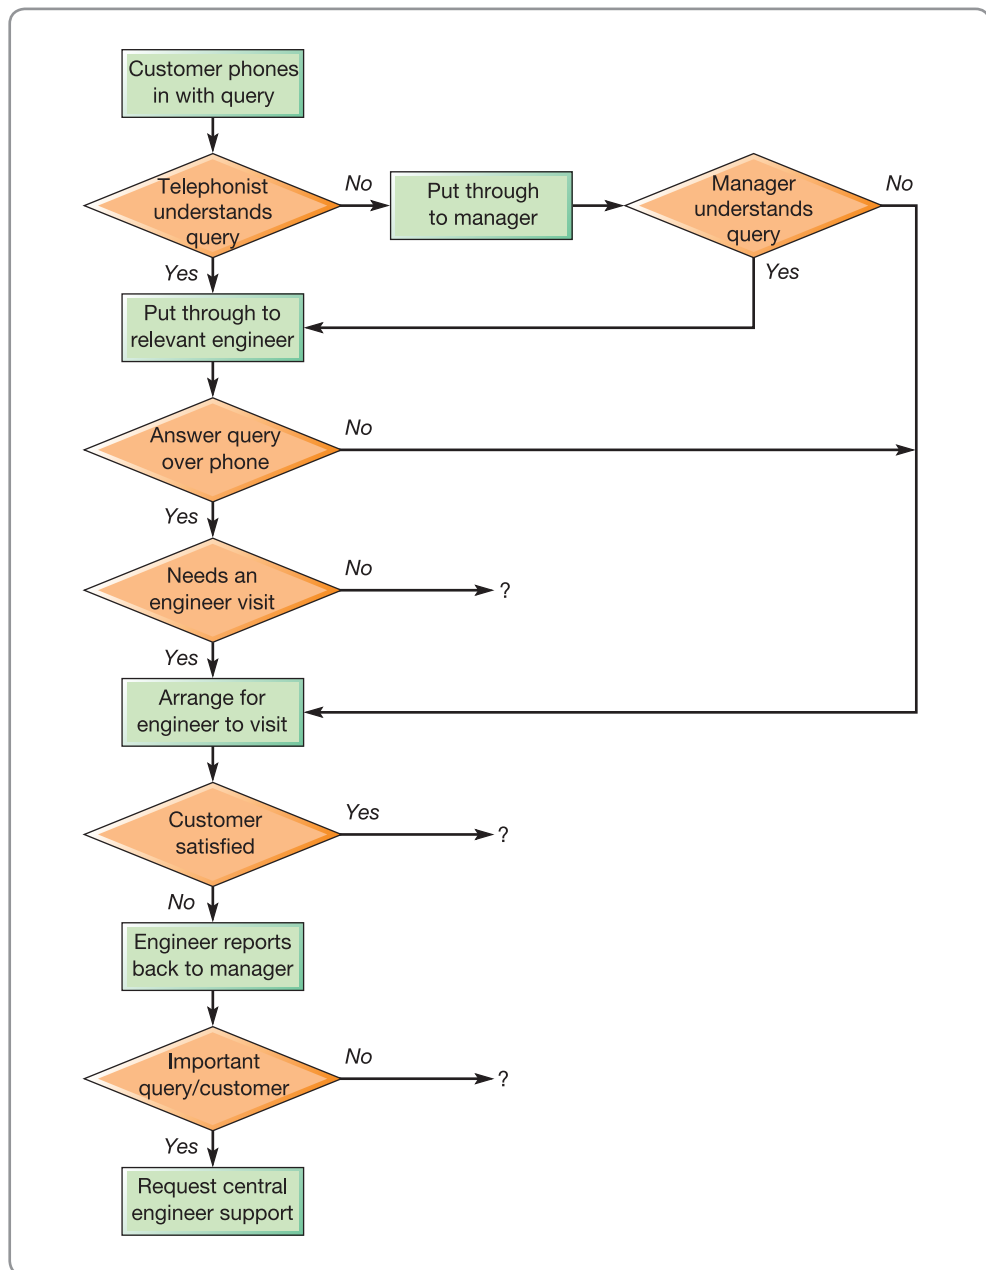 Customer phones
in with query
Telephonist
understands
query
No
Put through
to manager
Manager
understands
query
No
Yes
Yes
Put through to
relevant engineer
Answer query
over phone
No
Yes
Needs an
engineer visit
No
?
Yes
Arrange for
engineer to visit
Customer
satisfied
Yes
?
No
Engineer reports
back to manager
Important
query/customer
No
?
Yes
Request central
engineer support